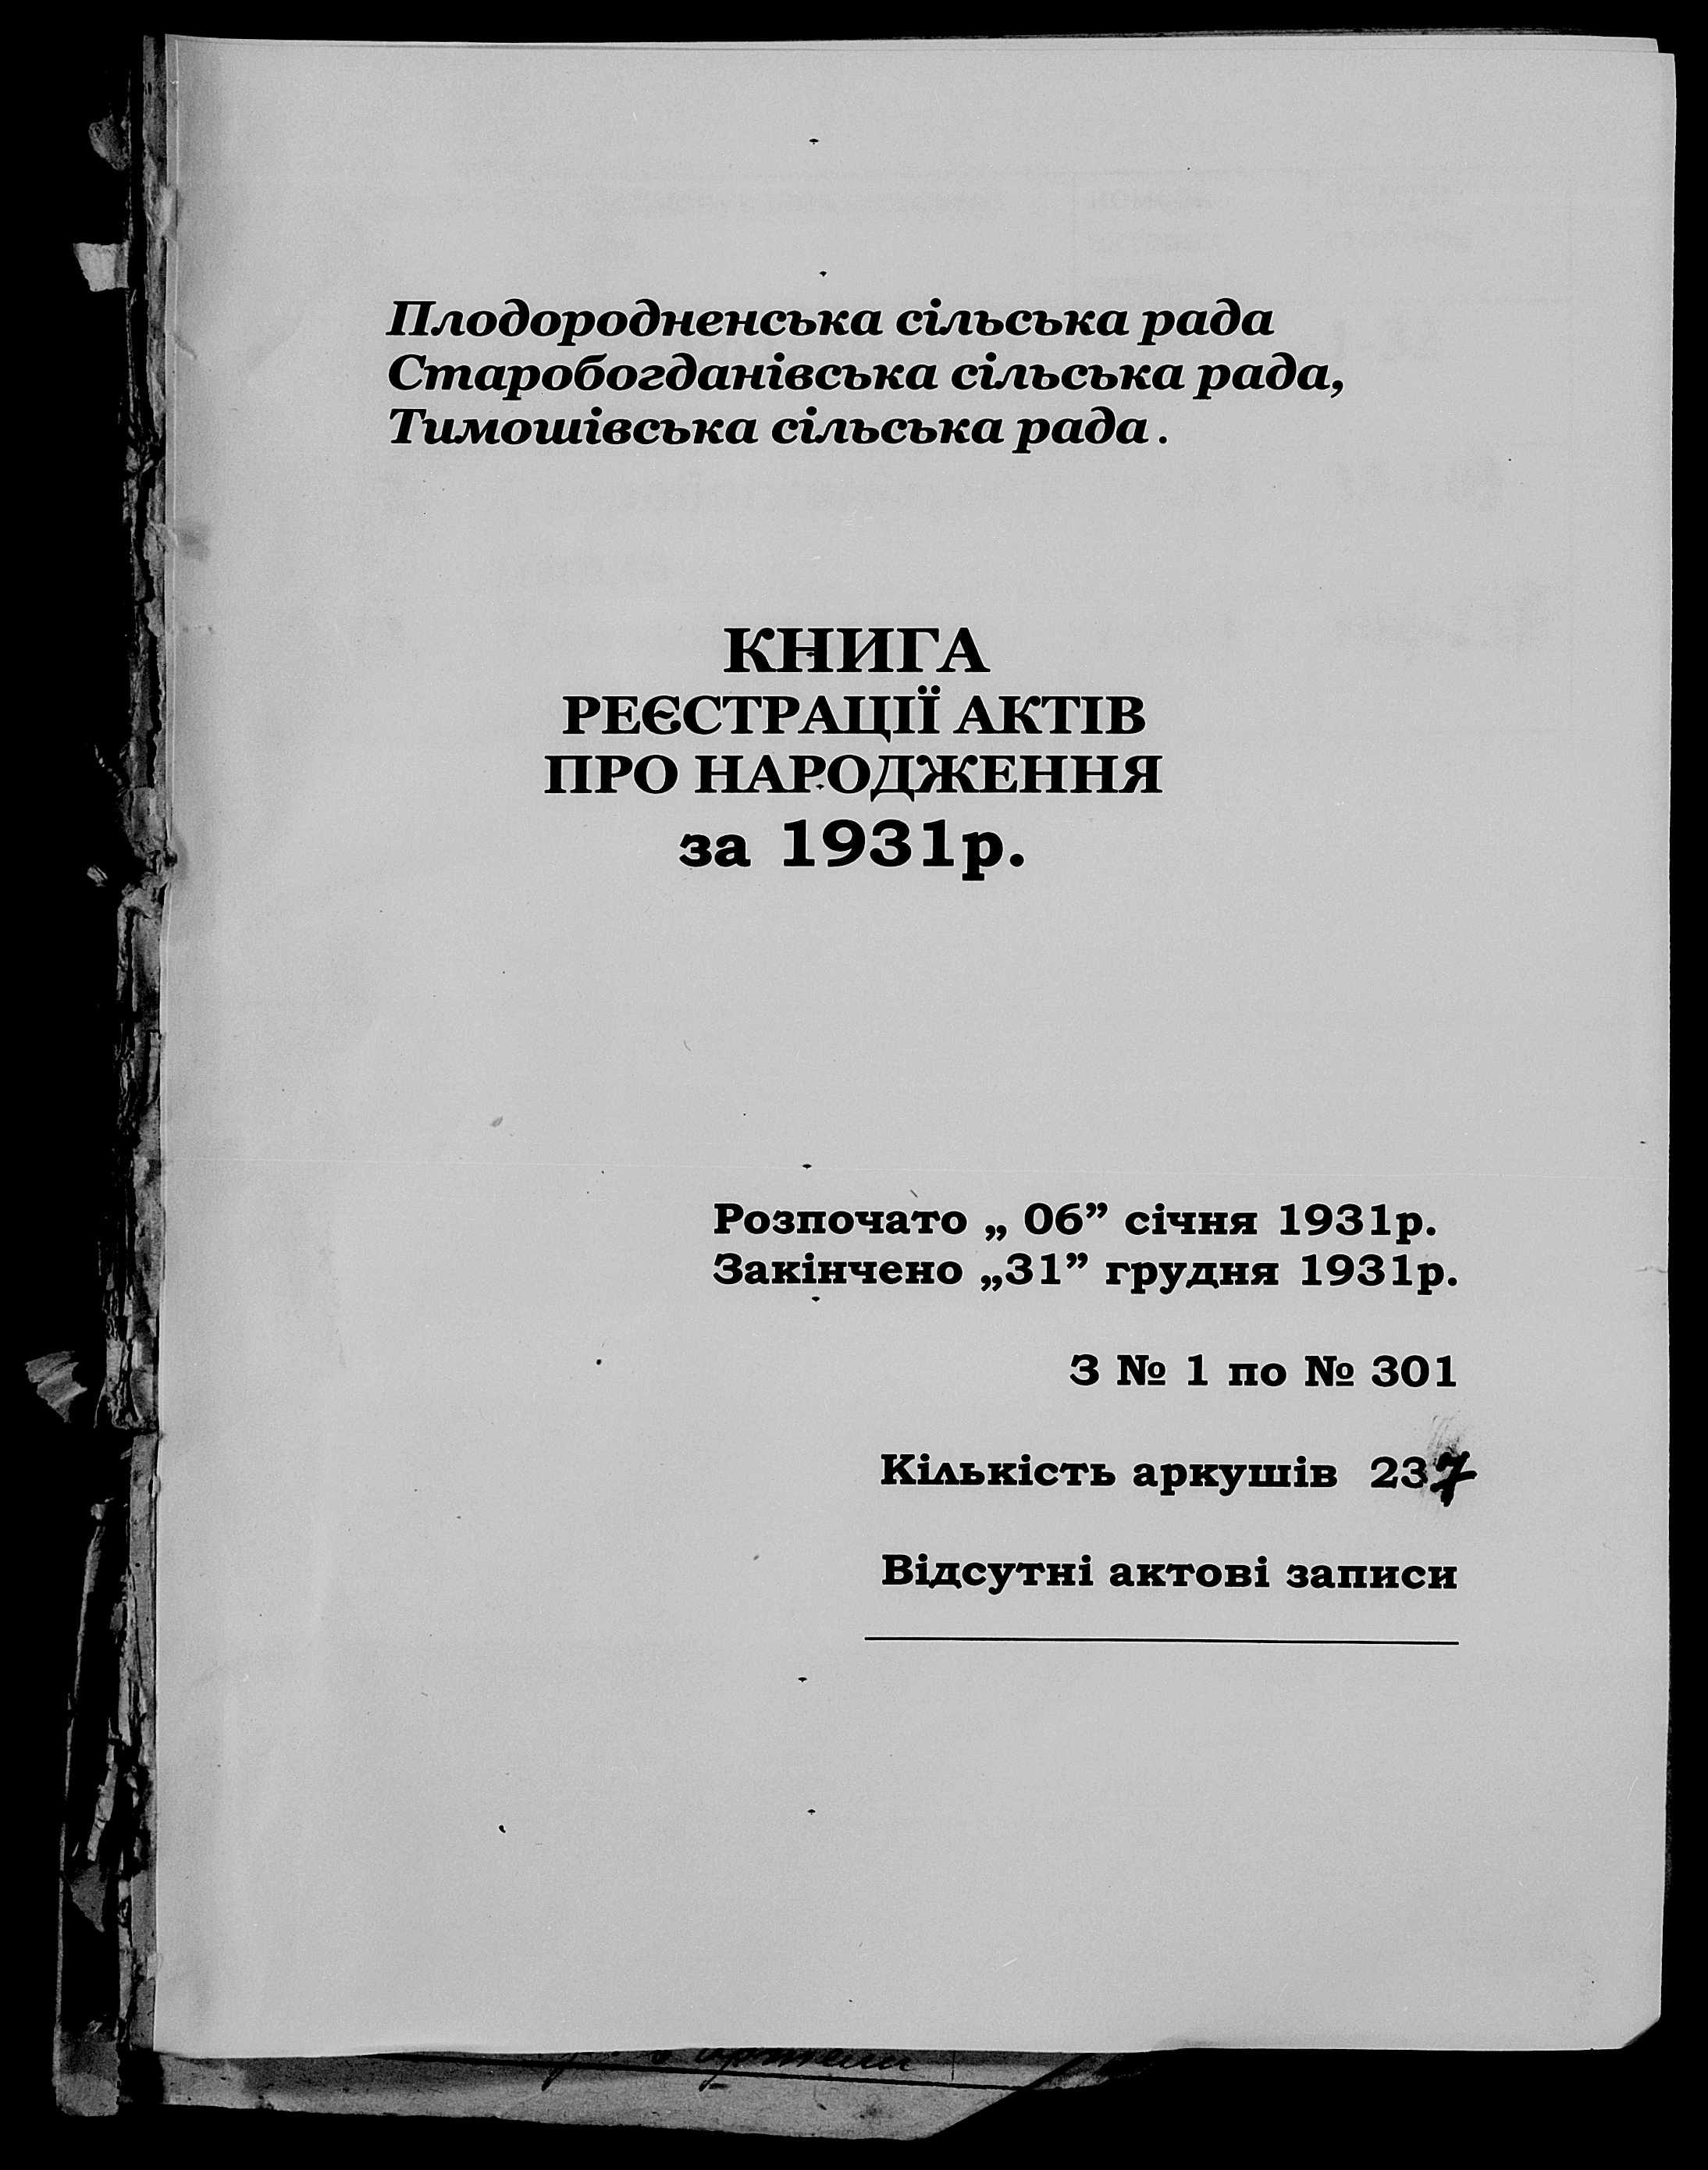 Плодородненська сільська рада
Старобогданівська сільська рада,
Тимошівська сільська рада.
КНИГА
РЕЄСТРАЦІЇ АКТІВ
ПРО НАРОДЖЕННЯ
за 1931р.
Розпочато „ 06” січня 1931р.
Закінчено „31” грудня 1931р.
З № 1 по № 301
Кількість аркушів 237
Відсутні актові записи